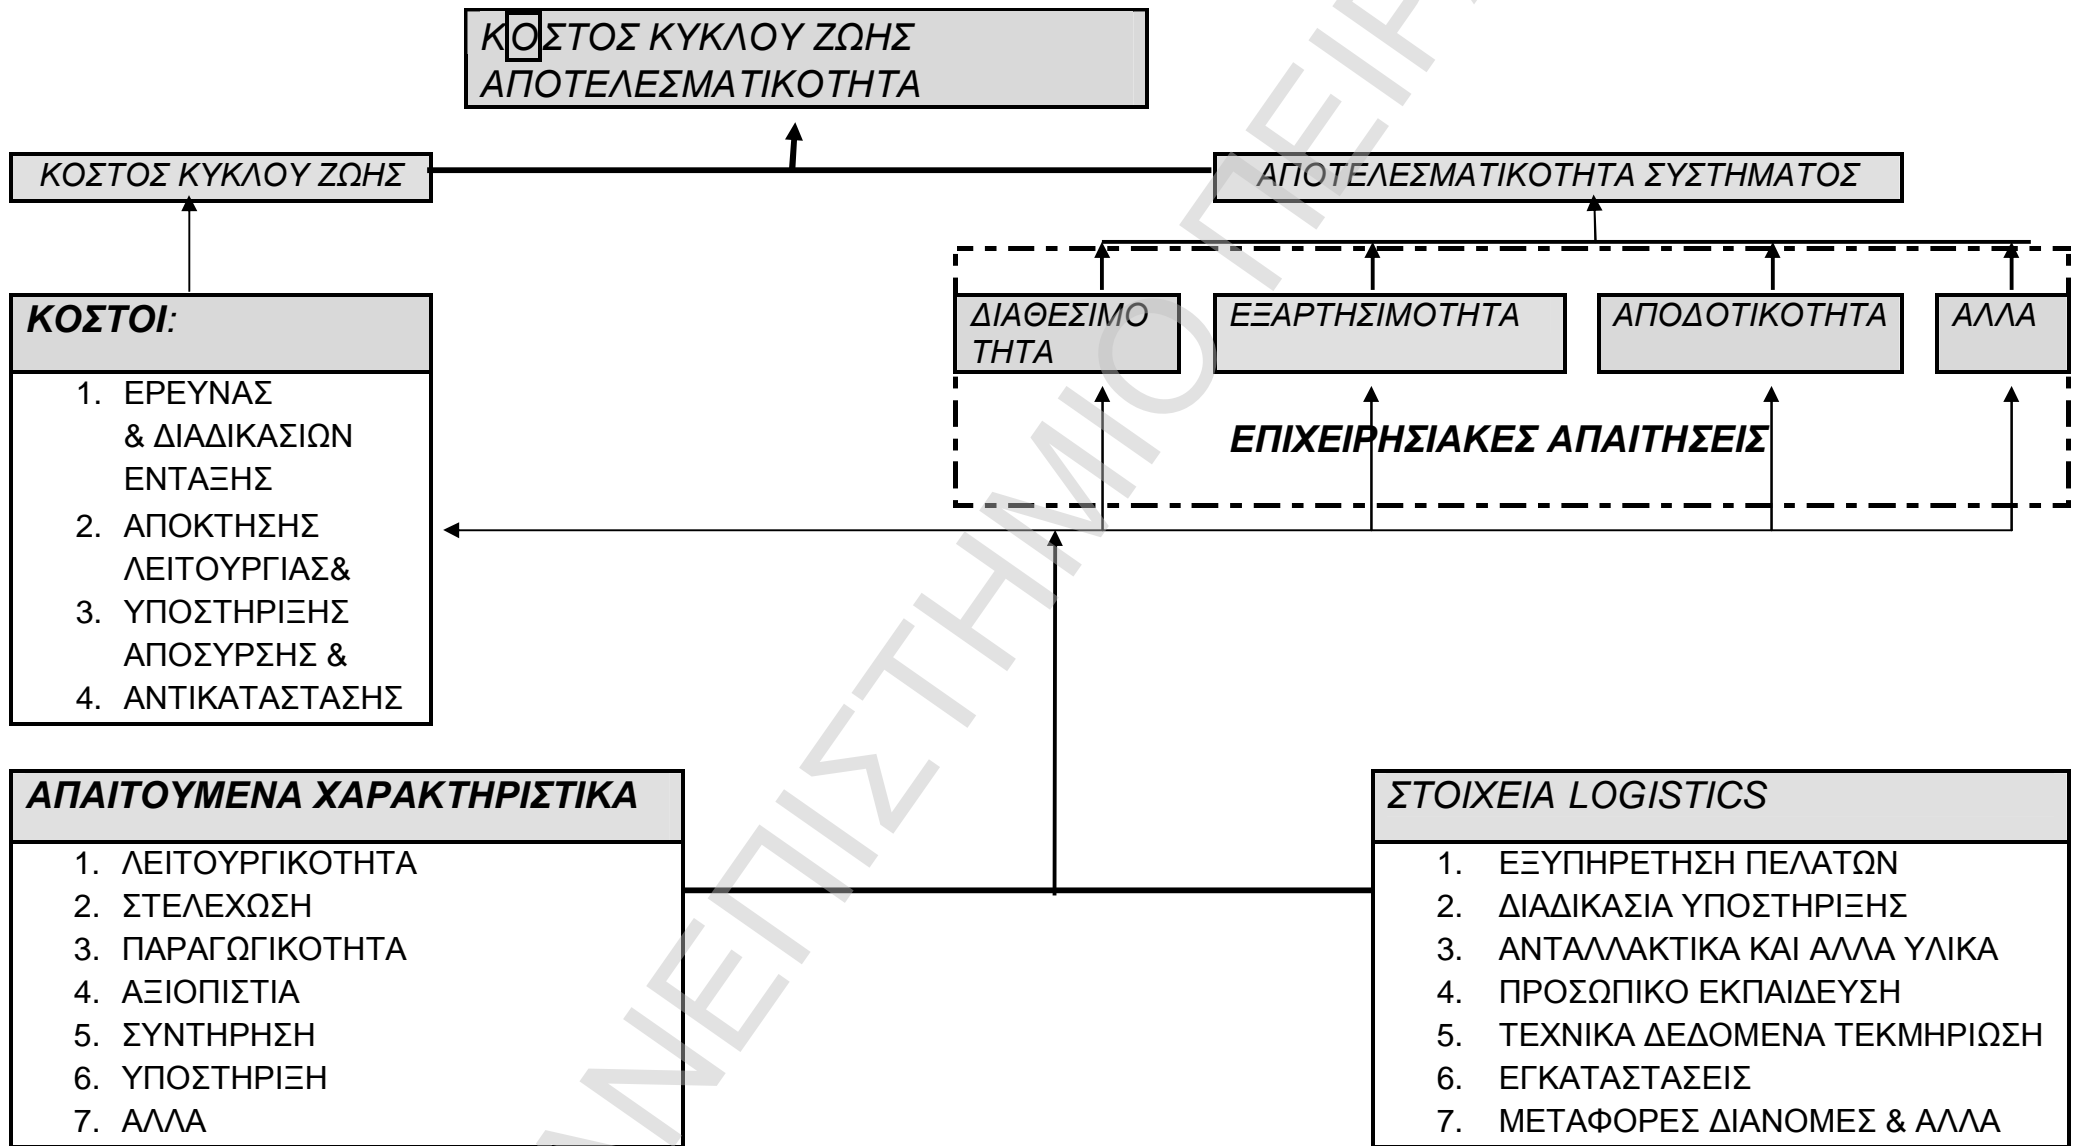 ΚΟΣΤΟΣ ΚΥΚΛΟΥ ΖΩΗΣ
ΑΠΟΤΕΛΕΣΜΑΤΙΚΟΤΗΤΑ
ΚΟΣΤΟΣ ΚΥΚΛΟΥ ΖΩΗΣ
ΑΠΟΤΕΛΕΣΜΑΤΙΚΟΤΗΤΑ ΣΥΣΤΗΜΑΤΟΣ
ΚΟΣΤΟΙ:
1. ΕΡΕΥΝΑΣ
& ΔΙΑΔΙΚΑΣΙΩΝ
ΕΝΤΑΞΗΣ
2. ΑΠΟΚΤΗΣΗΣ
ΛΕΙΤΟΥΡΓΙΑΣ&
3. ΥΠΟΣΤΗΡΙΞΗΣ
ΑΠΟΣΥΡΣΗΣ &
4. ΑΝΤΙΚΑΤΑΣΤΑΣΗΣ
ΔΙΑΘΕΣΙΜΟ
ΤΗΤΑ
ΕΞΑΡΤΗΣΙΜΟΤΗΤΑ
ΑΠΟΔΟΤΙΚΟΤΗΤΑ
ΑΛΛΑ
ΕΠΙΧΕΙΡΗΣΙΑΚΕΣ ΑΠΑΙΤΗΣΕΙΣ
ΑΠΑΙΤΟΥΜΕΝΑ ΧΑΡΑΚΤΗΡΙΣΤΙΚΑ
1. ΛΕΙΤΟΥΡΓΙΚΟΤΗΤΑ
2. ΣΤΕΛΕΧΩΣΗ
3. ΠΑΡΑΓΩΓΙΚΟΤΗΤΑ
4. ΑΞΙΟΠΙΣΤΙΑ
5. ΣΥΝΤΗΡΗΣΗ
6. ΥΠΟΣΤΗΡΙΞΗ
7. ΑΛΛΑ
ΣΤΟΙΧΕΙΑ LOGISTICS
1. ΕΞΥΠΗΡΕΤΗΣΗ ΠΕΛΑΤΩΝ
2. ΔΙΑΔΙΚΑΣΙΑ ΥΠΟΣΤΗΡΙΞΗΣ
3. ΑΝΤΑΛΛΑΚΤΙΚΑ ΚΑΙ ΑΛΛΑ ΥΛΙΚΑ
4. ΠΡΟΣΩΠΙΚΟ ΕΚΠΑΙΔΕΥΣΗ
5. ΤΕΧΝΙΚΑ ΔΕΔΟΜΕΝΑ ΤΕΚΜΗΡΙΩΣΗ
6. ΕΓΚΑΤΑΣΤΑΣΕΙΣ
7. ΜΕΤΑΦΟΡΕΣ ΔΙΑΝΟΜΕΣ & ΑΛΛΑ